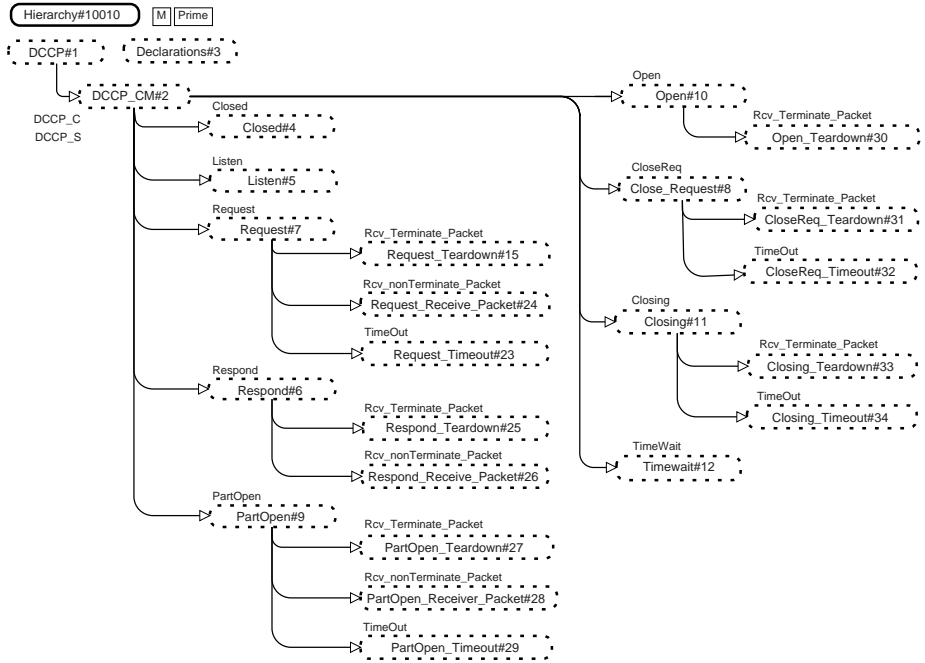 Hierarchy#10010
M
Prime
DCCP#1
Declarations#3
DCCP_CM#2
DCCP_C
DCCP_S
Closed
Closed#4
Listen
Listen#5
Request
Request#7
Rcv_Terminate_Packet
Request_Teardown#15
Rcv_nonTerminate_Packet
Request_Receive_Packet#24
TimeOut
Request_Timeout#23
Respond
Respond#6
Rcv_Terminate_Packet
Respond_Teardown#25
Rcv_nonTerminate_Packet
Respond_Receive_Packet#26
PartOpen
PartOpen#9
Rcv_Terminate_Packet
PartOpen_Teardown#27
Rcv_nonTerminate_Packet
PartOpen_Receiver_Packet#28
TimeOut
PartOpen_Timeout#29
Open
Open#10
Rcv_Terminate_Packet
Open_Teardown#30
CloseReq
Close_Request#8
Rcv_Terminate_Packet
CloseReq_Teardown#31
TimeOut
CloseReq_Timeout#32
Closing
Closing#11
Rcv_Terminate_Packet
Closing_Teardown#33
TimeOut
Closing_Timeout#34
TimeWait
Timewait#12